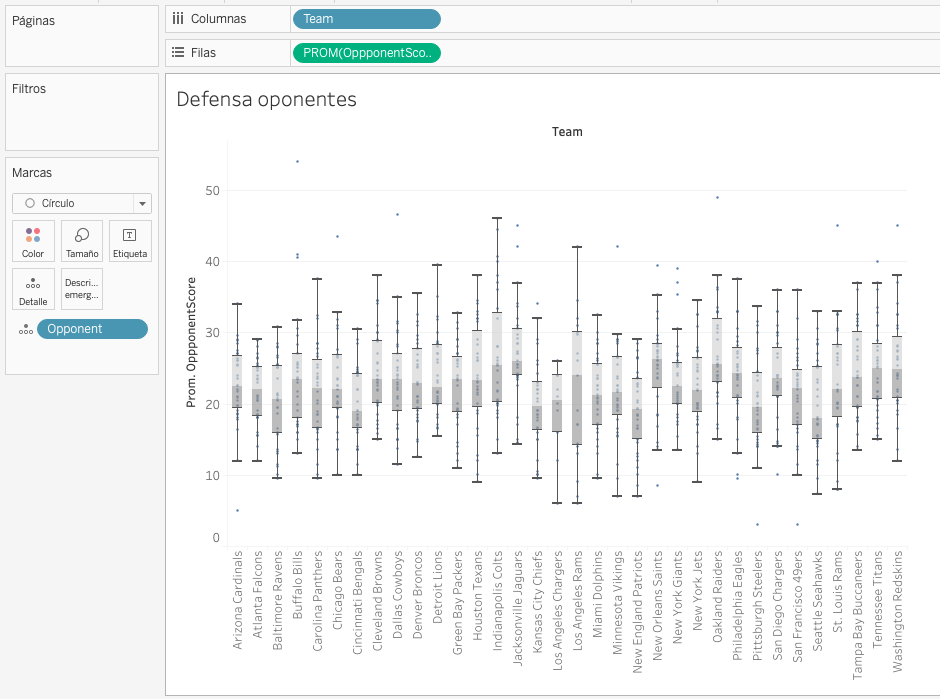 Páginas
Columnas
Team
Filas
PROM(OppponentSco..
Filtros
Marcas
Círculo
Color
Tamaño
Etiqueta
Detalle
Descri...
emerg...
Opponent
Defensa oponentes
Team
Prom. OppponentScore
50
40
30
20
10
0
Arizona Cardinals
Atlanta Falcons
Baltimore Ravens
Buffalo Bills
Carolina Panthers
Chicago Bears
Cincinnati Bengals
Cleveland Browns
Dallas Cowboys
Denver Broncos
Detroit Lions
Green Bay Packers
Houston Texans
Indianapolis Colts
Jacksonville Jaguars
Kansas City Chiefs
Los Angeles Chargers
Los Angeles Rams
Miami Dolphins
Minnesota Vikings
New England Patriots
New Orleans Saints
New York Giants
New York Jets
Oakland Raiders
Philadelphia Eagles
Pittsburgh Steelers
San Diego Chargers
San Francisco 49ers
Seattle Seahawks
St. Louis Rams
Tampa Bay Buccaneers
Tennessee Titans
Washington Redskins